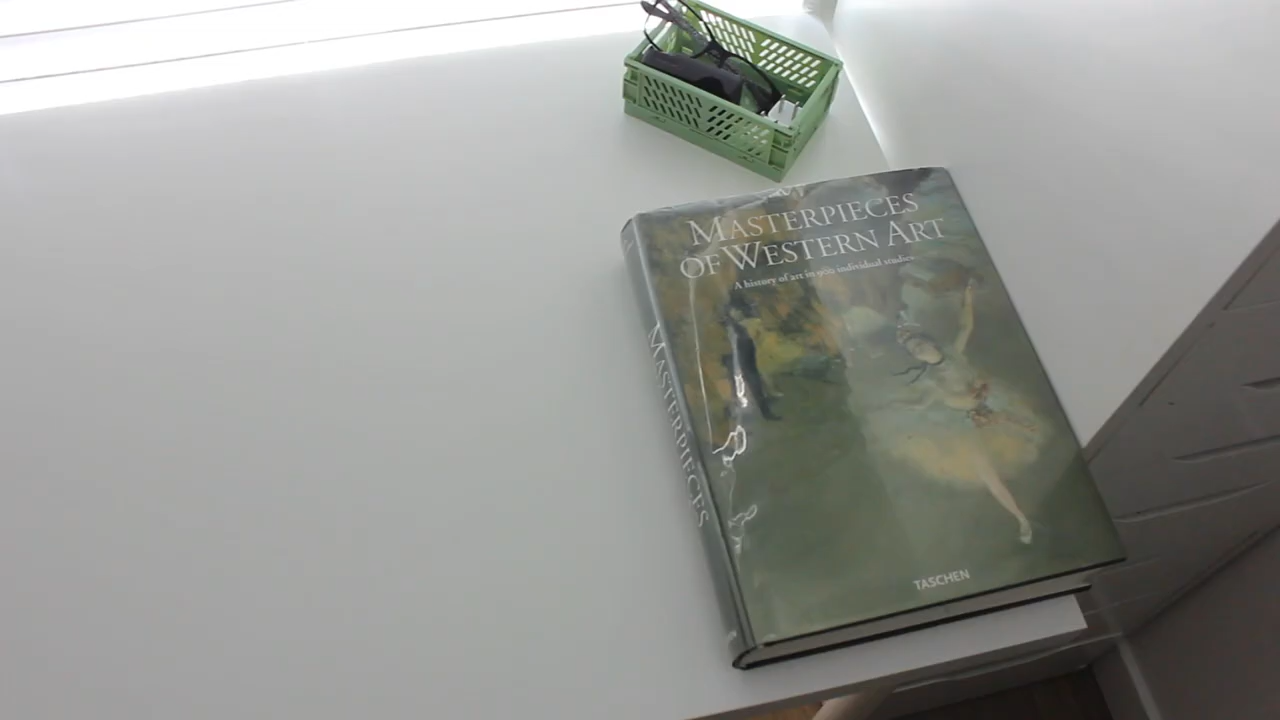 MASTERPIECES
OF WESTERN ART
A history of art in 900 individual studies
MASTERPIECES
TASCHEN